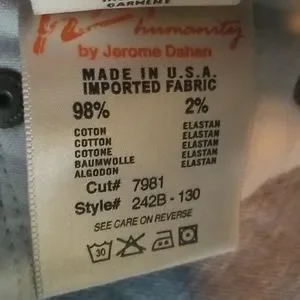 GARMENT
humanity
by Jerome Dahan
MADE IN U.S.A.
IMPORTED FABRIC
98% 2%
COTON ELASTAN
COTTON ELASTAN
COTONE ELASTAN
BAUMWOLLE ELASTAN
ALGODON
Cut# 7981
Style# 242B-130
SEE CARE ON REVERSE
30